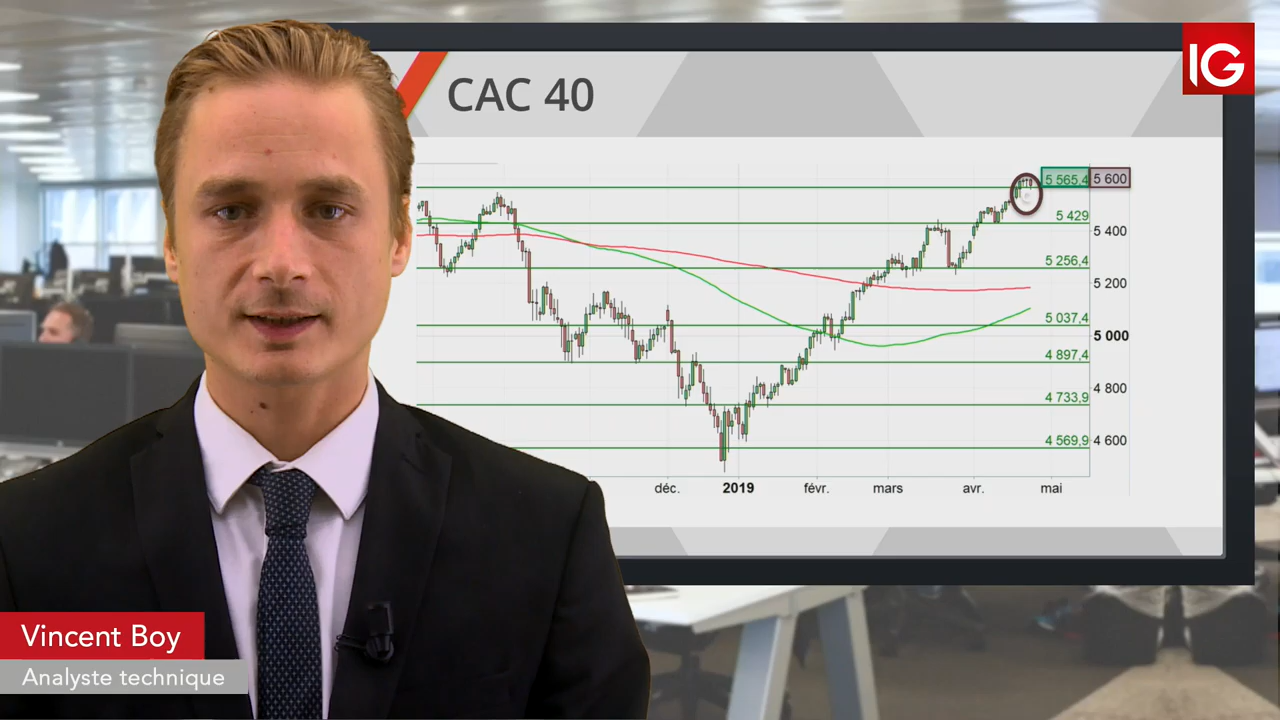 IG
CAC 40
5 565,4
5 600
5 429
5 400
5 256,4
5 200
5 037,4
5 000
4 897,4
4 800
4 733,9
4 600
4 569,9
déc.
2019
févr.
mars
avr.
mai
Vincent Boy
Analyste technique